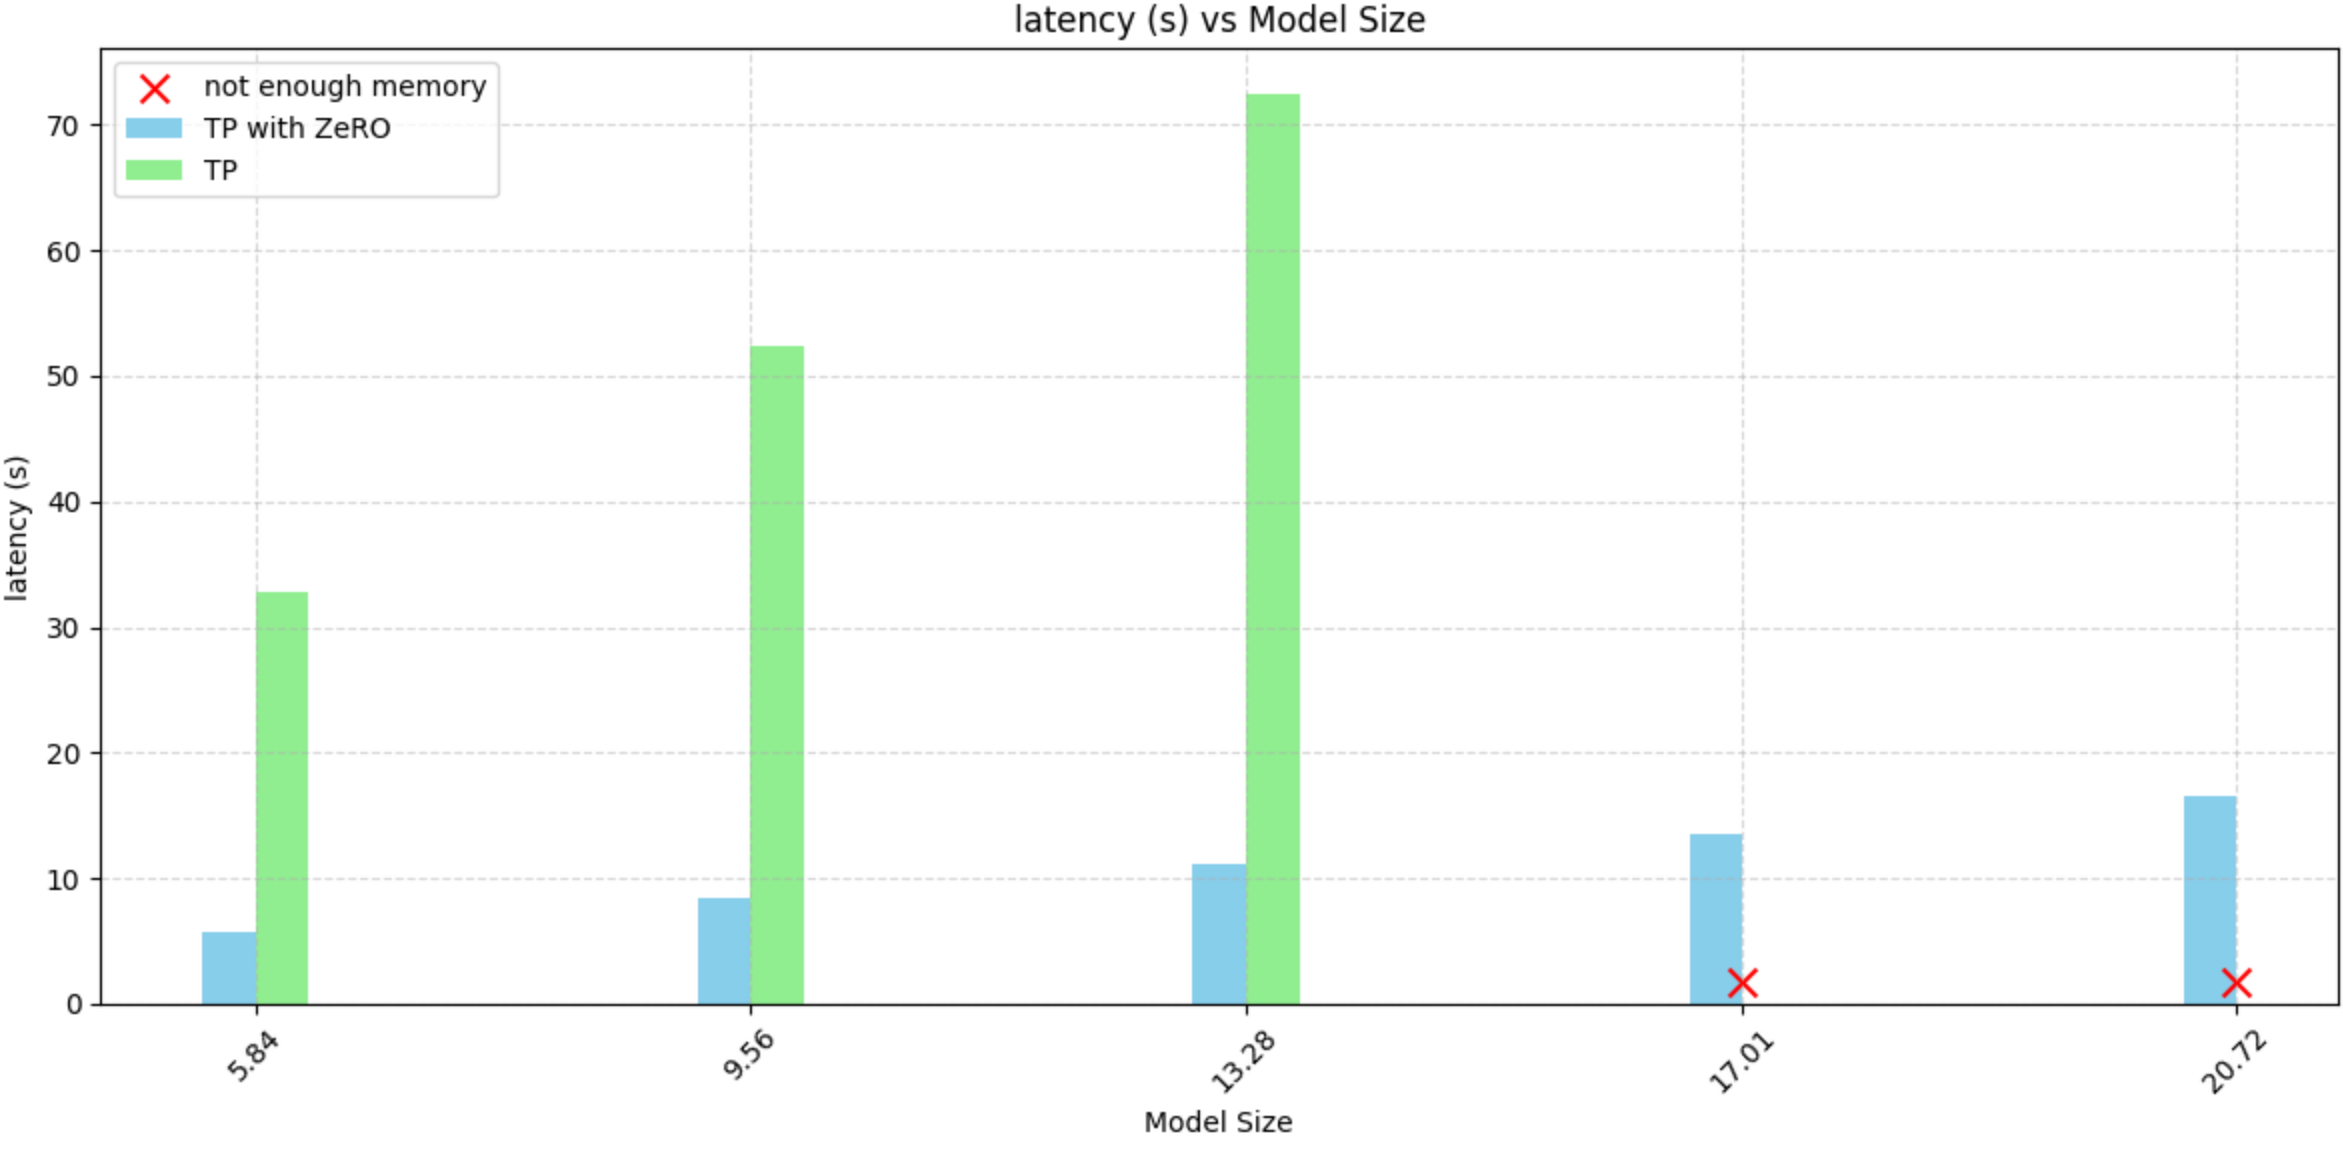 latency (s) vs Model Size
not enough memory
TP with ZeRO
TP
70
60
50
40
30
20
10
0
latency (s)
5.84
9.56
13.28
17.01
20.72
Model Size